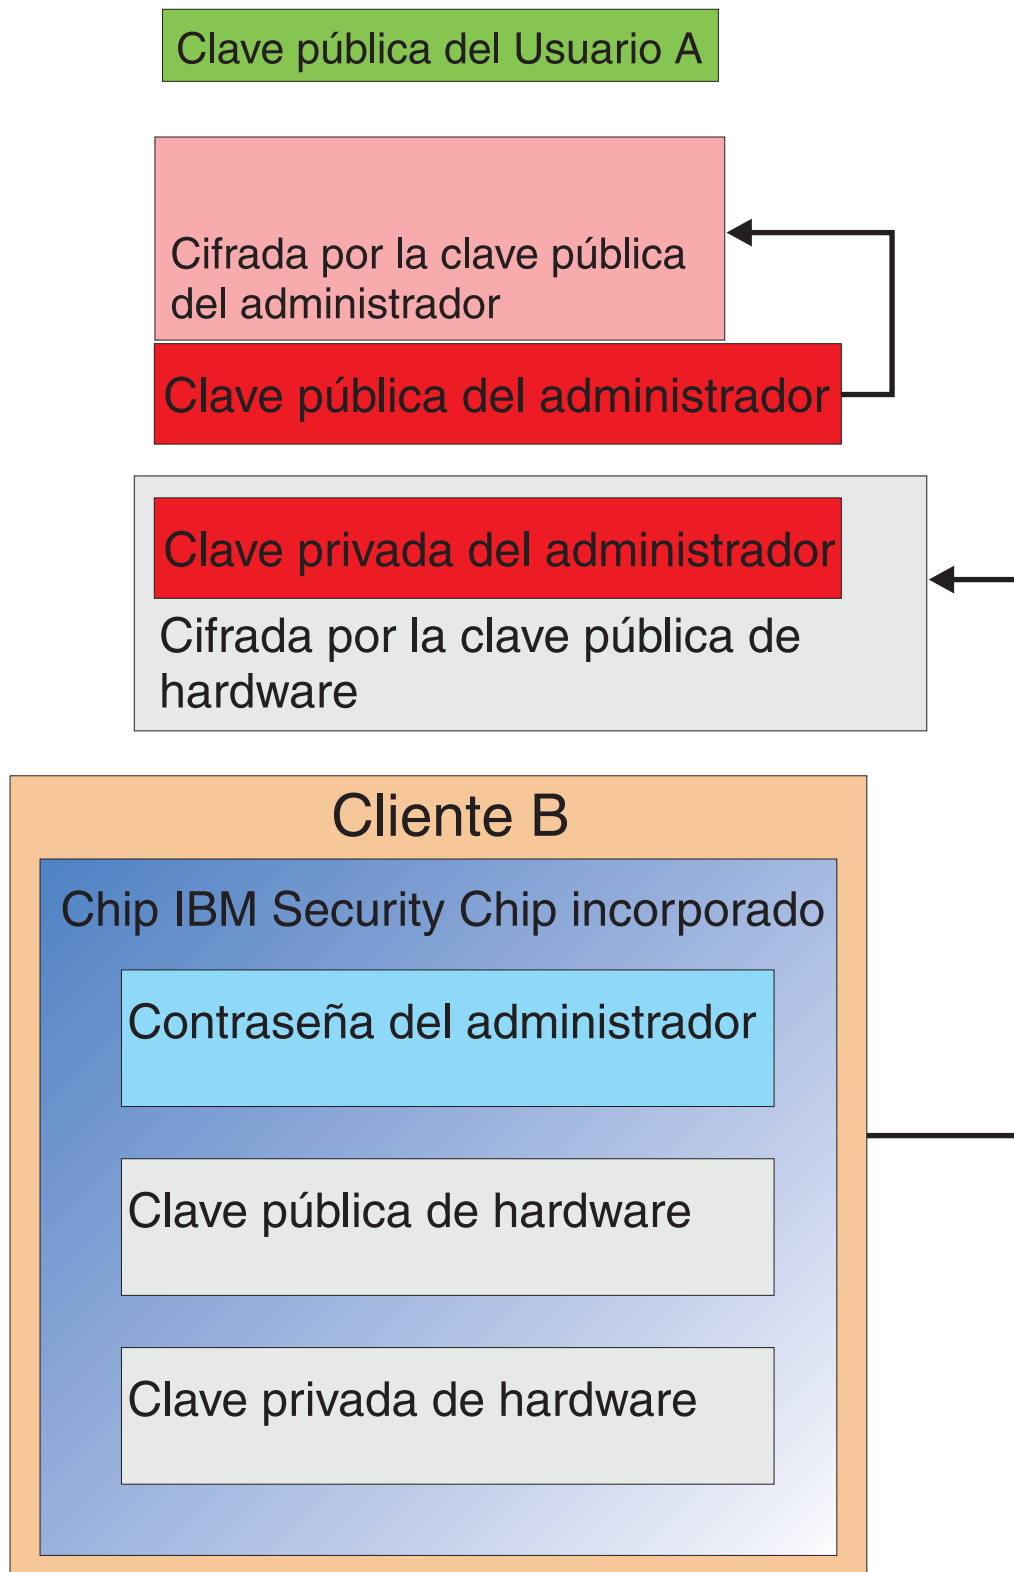 Clave pública del Usuario A
Cifrada por la clave pública
del administrador
Clave pública del administrador
Clave privada del administrador
Cifrada por la clave pública de
hardware
Cliente B
Chip IBM Security Chip incorporado
Contraseña del administrador
Clave pública de hardware
Clave privada de hardware